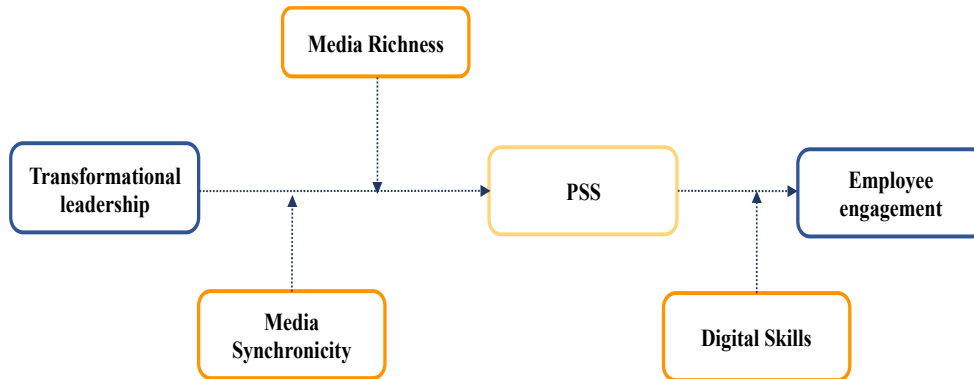 Media Richness
Transformational
leadership
PSS
Employee
engagement
Media
Synchronicity
Digital Skills